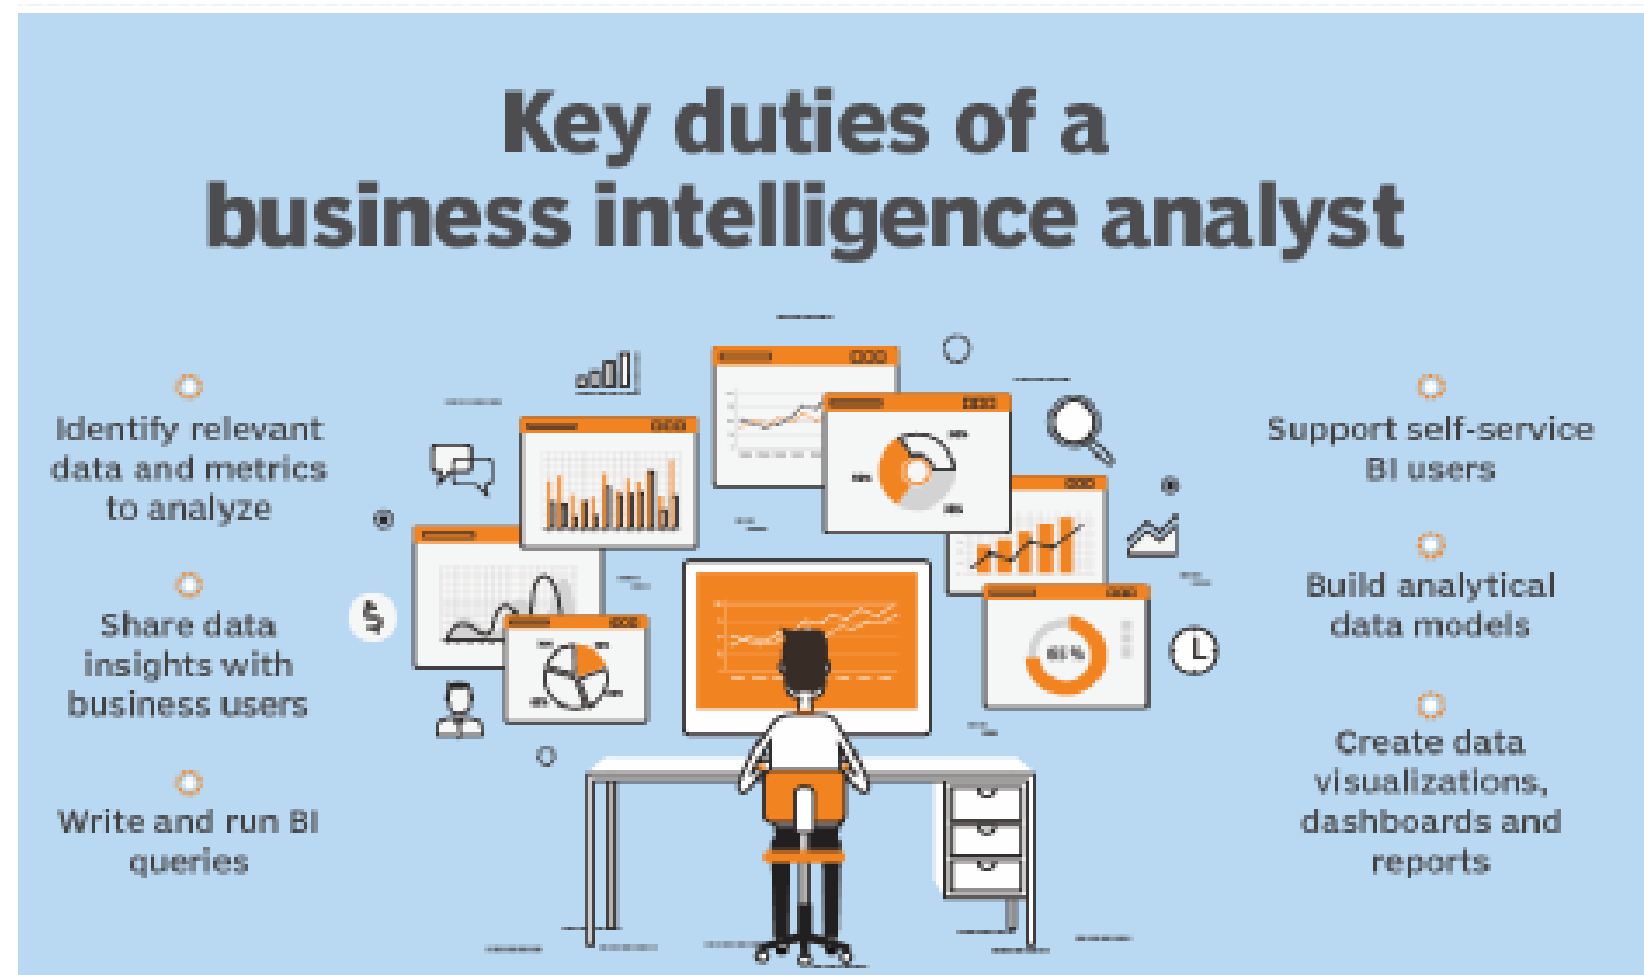 Key duties of a
business intelligence analyst
Identify relevant
data and metrics
to analyze
Share data
insights with
business users
Write and run BI
queries
Support self-service
BI users
Build analytical
data models
Create data
visualizations,
dashboards and
reports
$